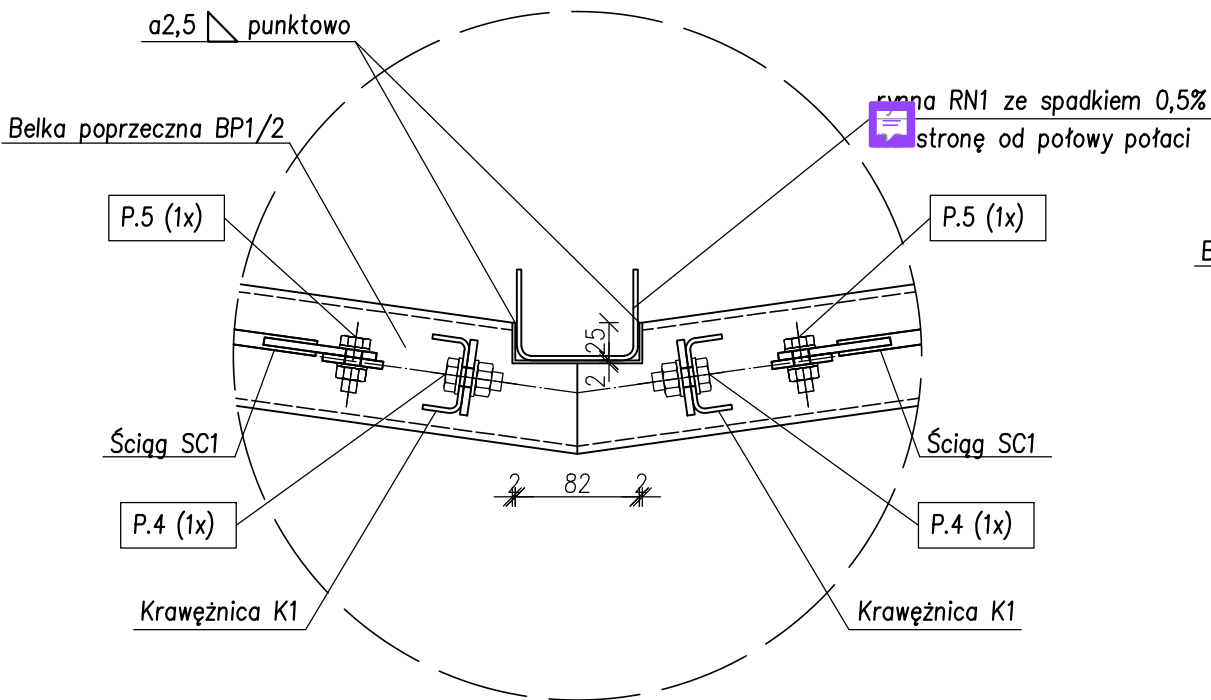 a2,5 punktowo
rynna RN1 ze spadkiem 0,5%
stronę od połowy połaci
Belka poprzeczna BP1/2
P.5 (1x)
P.5 (1x)
B
25
2
Ściąg SC1
Ściąg SC1
2 82 2
P.4 (1x)
P.4 (1x)
Krawężnica K1
Krawężnica K1